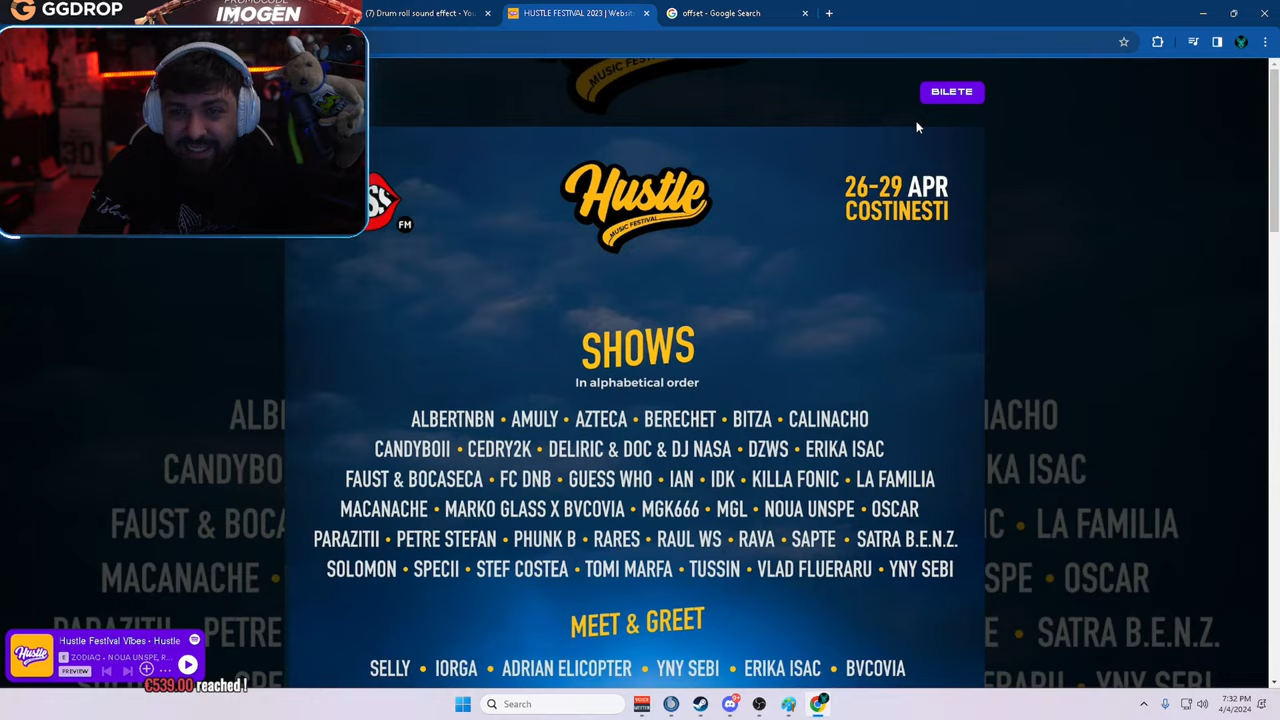 GGDROP
PROMOCODE
IMOGEN
(7) Drum roll sound effect - You
HUSTLE FESTIVAL 2023 | Website
offset - Google Search
BILETE
FM
Hustle
MUSIC FESTIVAL
26-29 APR
COSTINESTI
SHOWS
In alphabetical order
ALBERTNBN • AMULY • AZTECA • BERECHET • BITZA • CALINACHO
CANDYBOII • CEDRY2K • DELIRIC & DOC & DJ NASA • DZWS • ERIKA ISAC
FAUST & BOCASECA • FC DNB • GUESS WHO • IAN • IDK • KILLA FONIC • LA FAMILIA
MACANACHE • MARKO GLASS X BVCOVIA • MGK666 • MGL • NOUA UNSPE • OSCAR
PARAZITII • PETRE STEFAN • PHUNK B • RARES • RAUL WS • RAVA • SAPTE • SATRA B.E.N.Z.
SOLOMON • SPECII • STEF COSTEA • TOMI MARFA • TUSSIN • VLAD FLUERARU • YNY SEBI
MEET & GREET
SELLY • IORGA • ADRIAN ELICOPTER • YNY SEBI • ERIKA ISAC • BVCOVIA
Hustle Festival Vibes • Hustle
E ZODIAC - NOUA UNSPE, R...
PREVIEW
€539.00 reached !
Search
7:32 PM
4/4/2024